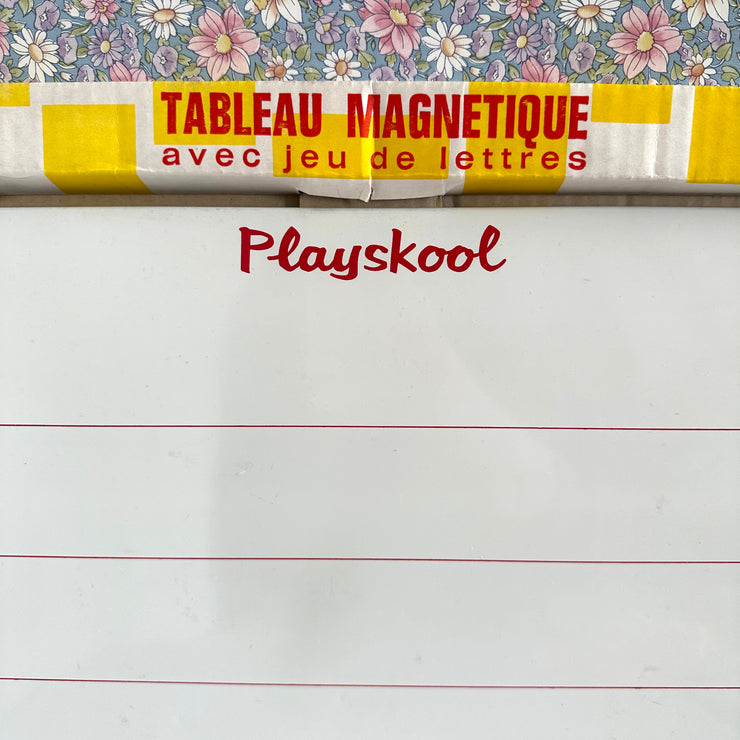 TABLEAU MAGNETIQUE
avec jeu de lettres
Playskool